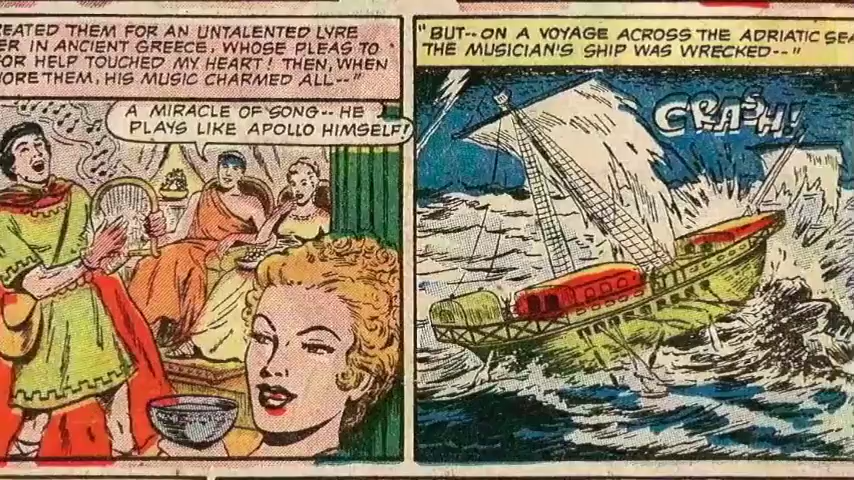 EATED THEM FOR AN UNTALENTED LYRE
ER IN ANCIENT GREECE, WHOSE PLEAS TO
FOR HELP TOUCHED MY HEART! THEN, WHEN
ORE THEM, HIS MUSIC CHARMED ALL--"
A MIRACLE OF SONG--HE
PLAYS LIKE APOLLO HIMSELF!
"BUT--ON A VOYAGE ACROSS THE ADRIATIC SEA
THE MUSICIAN'S SHIP WAS WRECKED--"
CRASH!